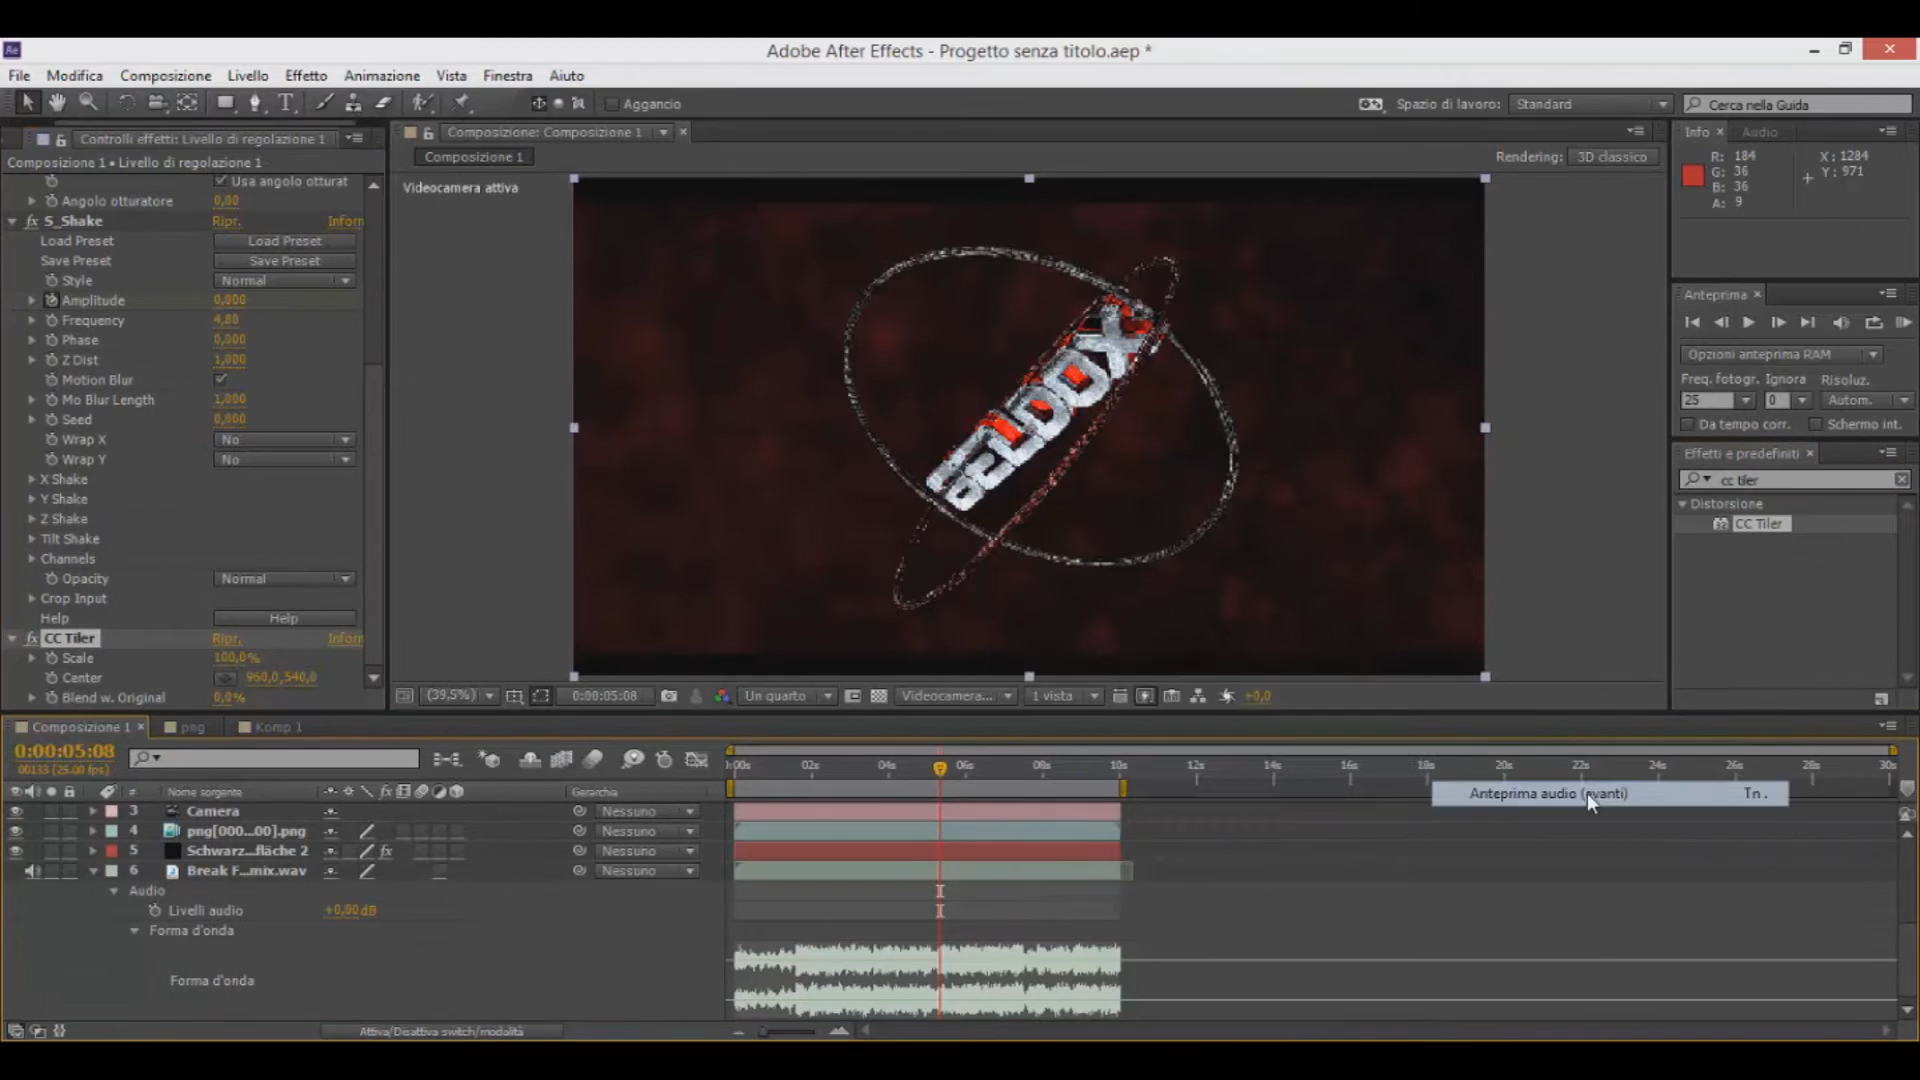 Ae
Adobe After Effects - Progetto senza titolo.aep *
File Modifica Composizione Livello Effetto Animazione Vista Finestra Aiuto
Aggancio
Spazio di lavoro: Standard
Cerca nella Guida
Controlli effetti: Livello di regolazione 1
Composizione 1 • Livello di regolazione 1
Usa angolo otturat
Angolo otturatore 0,00
fx S_Shake Ripr. Inform
Load Preset Load Preset
Save Preset Save Preset
Style Normal
Amplitude 0,000
Frequency 4,80
Phase 0,000
Z Dist 1,000
Motion Blur
Mo Blur Length 1,000
Seed 0,000
Wrap X No
Wrap Y No
X Shake
Y Shake
Z Shake
Tilt Shake
Channels
Opacity Normal
Crop Input
Help Help
fx CC Tiler Ripr. Inform
Scale 100,0%
Center 960,0,540,0
Blend w. Original 0,0%
Composizione: Composizione 1
Composizione 1
Rendering: 3D classico
Videocamera attiva
SELDOX
(39,5%) 0:00:05:08 Un quarto Videocamera... 1 vista +0,0
Info Audio
R: 184
G: 36
B: 36
A: 9
X: 1284
Y: 971
Anteprima
Opzioni anteprima RAM
Freq. fotogr. Ignora Risoluz.
25 0 Autom.
Da tempo corr. Schermo int.
Effetti e predefiniti
cc tiler
Distorsione
CC Tiler
Composizione 1 png Komp 1
0:00:05:08
00133 (25.00 fps)
# Nome sorgente Gerarchia
3 Camera Nessuno
4 png[000...00].png Nessuno
5 Schwarz...fläche 2 fx Nessuno
6 Break F...mix.wav Nessuno
Audio
Livelli audio +0,00dB
Forma d'onda
Forma d'onda
Attiva/Disattiva switch/modalità
:00s 02s 04s 06s 08s 10s 12s 14s 16s 18s 20s 22s 24s 26s 28s 30s
Anteprima audio (avanti) Tn .